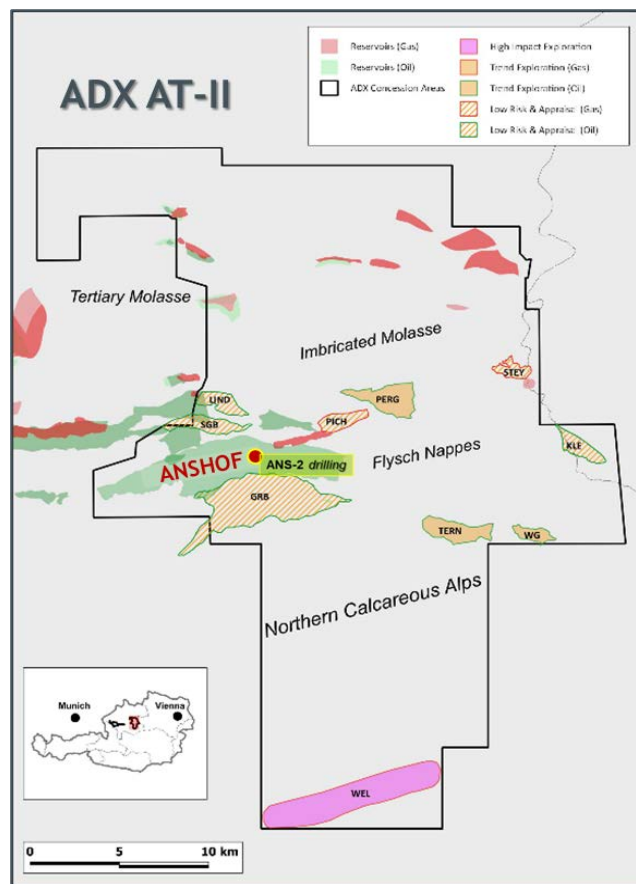 ADX AT-II
Reservoirs (Gas)
Reservoirs (Oil)
ADX Concession Areas
High Impact Exploration
Trend Exploration (Gas)
Trend Exploration (Oil)
Low Risk & Appraisal (Gas)
Low Risk & Appraisal (Oil)
Tertiary Molasse
Imbricated Molasse
STEY
LIND
PERG
SGB
PICH
KLE
Flysch Nappes
ANSHOF
ANS-2 drilling
GRB
TERN
WG
Northern Calcareous Alps
Munich
Vienna
WEL
0 5 10 km